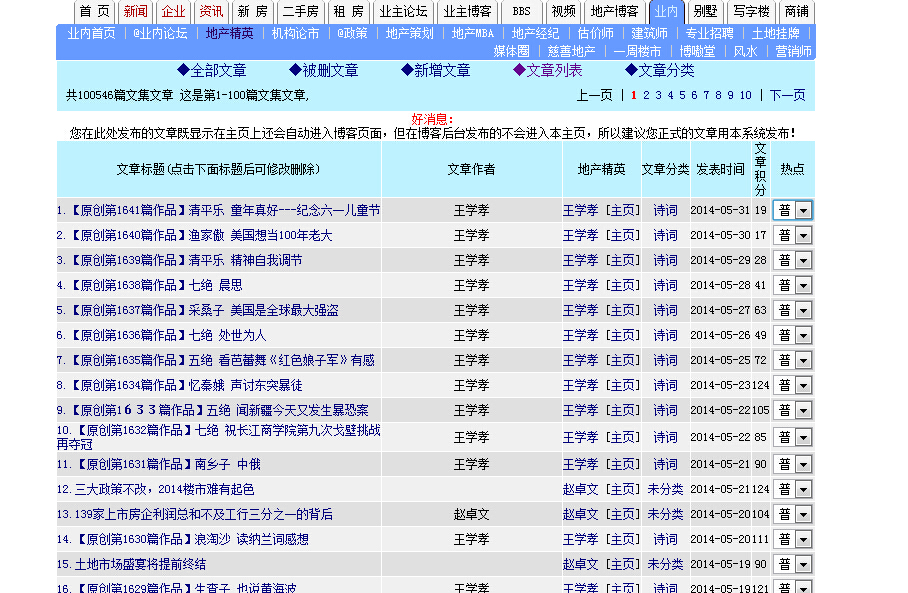 首 页 新闻 企业 资讯 新 房 二手房 租 房 业主论坛 业主博客 BBS 视频 地产博客 业内 别墅 写字楼 商铺
业内首页 | @业内论坛 | 地产精英 | 机构论市 | @政策 | 地产策划 | 地产MBA | 地产经纪 | 估价师 | 建筑师 | 专业招聘 | 土地挂牌 |
媒体圈 | 慈善地产 | 一周楼市 | 博嘞堂 | 风水 | 营销师
◆全部文章 ◆被删文章 ◆新增文章 ◆文章列表 ◆文章分类
共100546篇文集文章 这是第1-100篇文集文章, 上一页 | 1 2 3 4 5 6 7 8 9 10 | 下一页
好消息:
您在此处发布的文章既显示在主页上还会自动进入博客页面，但在博客后台发布的不会进入本主页，所以建议您正式的文章用本系统发布!
文章标题(点击下面标题后可修改删除) 文章作者 地产精英 文章分类 发表时间 文章积分 热点
1.【原创第1641篇作品】清平乐 童年真好---纪念六一儿童节 王学孝 王学孝 [主页] 诗词 2014-05-31 19 普
2.【原创第1640篇作品】渔家傲 美国想当100年老大 王学孝 王学孝 [主页] 诗词 2014-05-30 17 普
3.【原创第1639篇作品】清平乐 精神自我调节 王学孝 王学孝 [主页] 诗词 2014-05-29 28 普
4.【原创第1638篇作品】七绝 晨思 王学孝 王学孝 [主页] 诗词 2014-05-28 41 普
5.【原创第1637篇作品】采桑子 美国是全球最大强盗 王学孝 王学孝 [主页] 诗词 2014-05-27 63 普
6.【原创第1636篇作品】七绝 处世为人 王学孝 王学孝 [主页] 诗词 2014-05-26 49 普
7.【原创第1635篇作品】五绝 看芭蕾舞《红色娘子军》有感 王学孝 王学孝 [主页] 诗词 2014-05-25 72 普
8.【原创第1634篇作品】忆秦娥 声讨东突暴徒 王学孝 王学孝 [主页] 诗词 2014-05-23 124 普
9.【原创第1６３３篇作品】五绝 闻新疆今天又发生暴恐案 王学孝 王学孝 [主页] 诗词 2014-05-22 105 普
10.【原创第1632篇作品】七绝 祝长江商学院第九次戈壁挑战
再夺冠 王学孝 王学孝 [主页] 诗词 2014-05-22 85 普
11.【原创第1631篇作品】南乡子 中俄 王学孝 王学孝 [主页] 诗词 2014-05-21 90 普
12.三大政策不改，2014楼市难有起色 赵卓文 [主页] 未分类 2014-05-21 124 普
13.139家上市房企利润总和不及工行三分之一的背后 赵卓文 赵卓文 [主页] 未分类 2014-05-20 104 普
14.【原创第1630篇作品】浪淘沙 读纳兰词感想 王学孝 王学孝 [主页] 诗词 2014-05-20 111 普
15.土地市场盛宴将提前终结 赵卓文 [主页] 未分类 2014-05-19 90 普
16.【原创第1629篇作品】生查子 也说黄海波 王学孝 王学孝 [主页] 诗词 2014-05-19 121 普